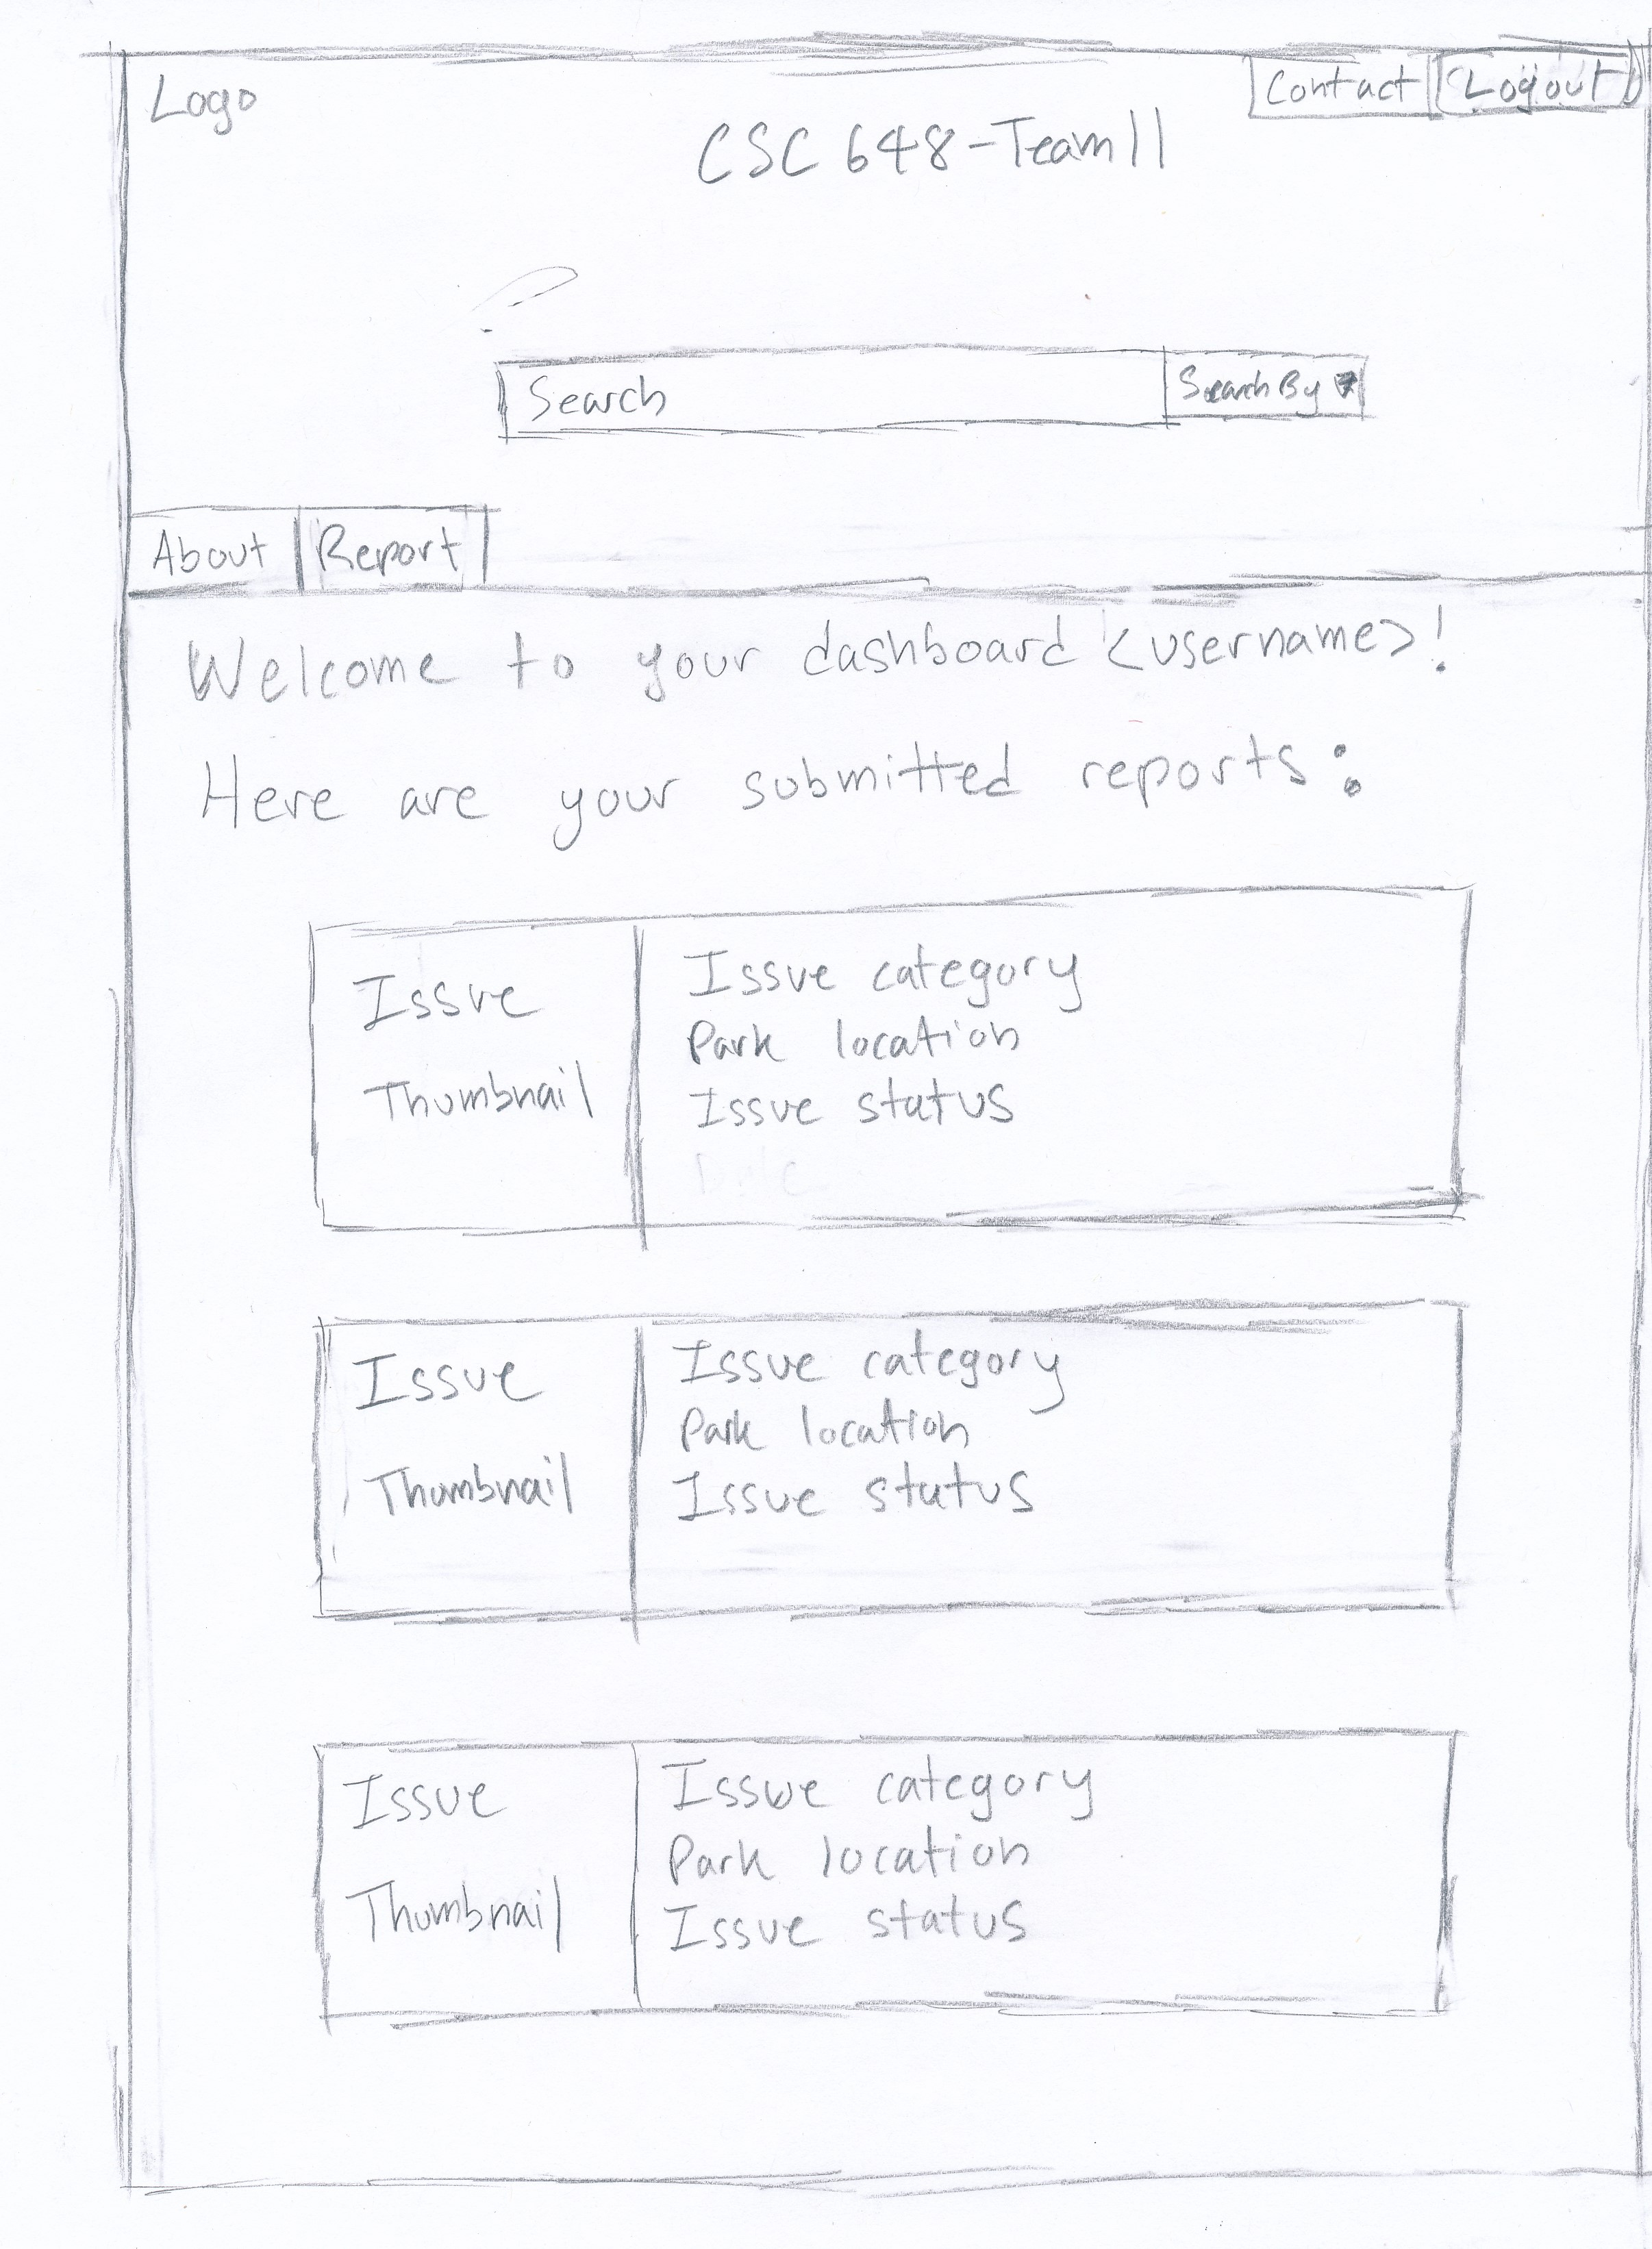 Logo
Contact
Logout
CSC 648-Team 11
Search
Search By
About
Report
Welcome to your dashboard <username>!
Here are your submitted reports:
Issue
Thumbnail
Issue category
Park location
Issue status
Issue
Thumbnail
Issue category
Park location
Issue status
Issue
Thumbnail
Issue category
Park location
Issue status